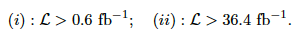 (i) : ℒ > 0.6 fb⁻¹; (ii) : ℒ > 36.4 fb⁻¹.